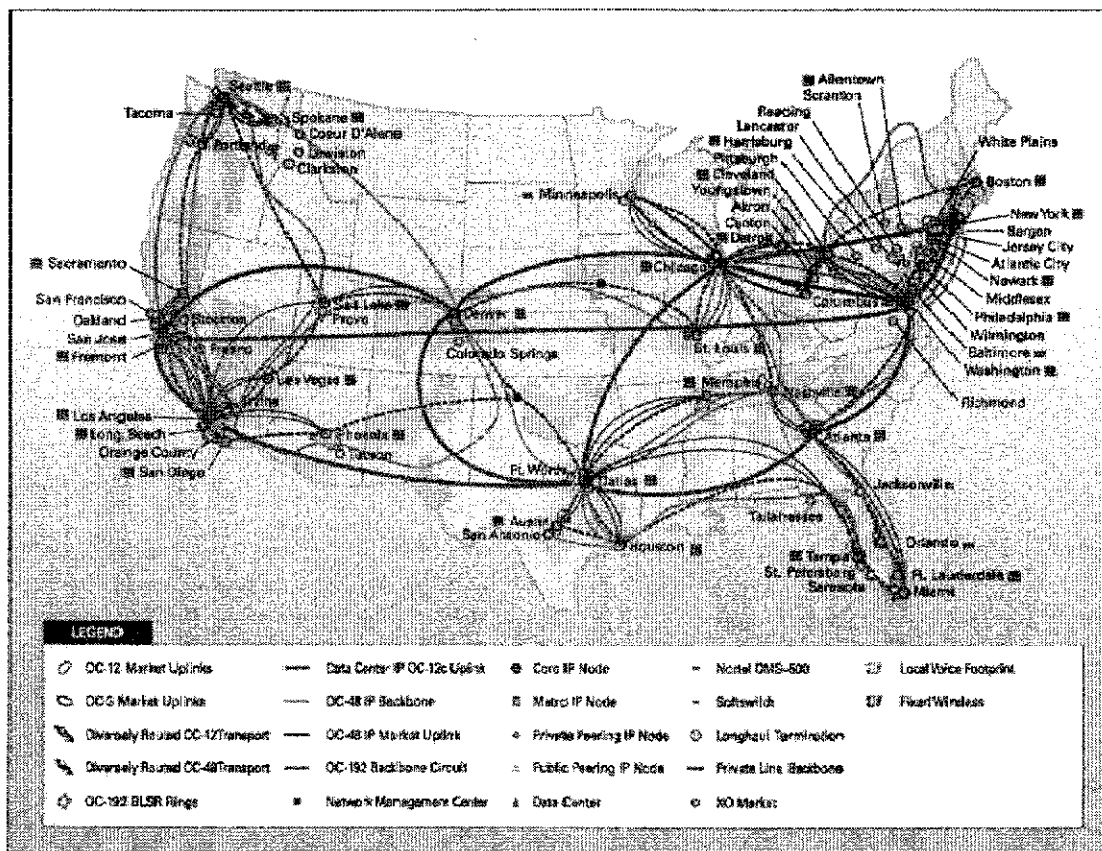 Seattle
Tacoma
Spokane
Coeur D'Alene
Portland
Lewiston
Clarkston
Minneapolis
Allentown
Scranton
Reading
Lancaster
Harrisburg
Pittsburgh
Cleveland
Youngstown
Akron
Canton
Detroit
Chicago
White Plains
Boston
New York
Bergen
Jersey City
Atlantic City
Newark
Middlesex
Philadelphia
Wilmington
Baltimore
Washington
Richmond
Columbus
Sacramento
San Francisco
Oakland
Stockton
San Jose
Fremont
Fresno
Salt Lake
Provo
Denver
Colorado Springs
St. Louis
Las Vegas
Irvine
Los Angeles
Long Beach
Orange County
San Diego
Phoenix
Tucson
Memphis
Nashville
Atlanta
Ft. Worth
Dallas
Austin
San Antonio
Houston
Jacksonville
Tallahassee
Orlando
Tampa
St. Petersburg
Sarasota
Ft. Lauderdale
Miami
LEGEND
OC-12 Market Uplinks
Data Center IP OC-12c Uplink
Core IP Node
Nortel DMS-500
Local Voice Footprint
OC-3 Market Uplinks
OC-48 IP Backbone
Metro IP Node
Softswitch
Fixed Wireless
Diversely Routed OC-12 Transport
OC-48 IP Market Uplink
Private Peering IP Node
Longhaul Termination
Diversely Routed OC-48 Transport
OC-192 Backbone Circuit
Public Peering IP Node
Private Line Backbone
OC-192 BLSR Rings
Network Management Center
Data Center
XO Market